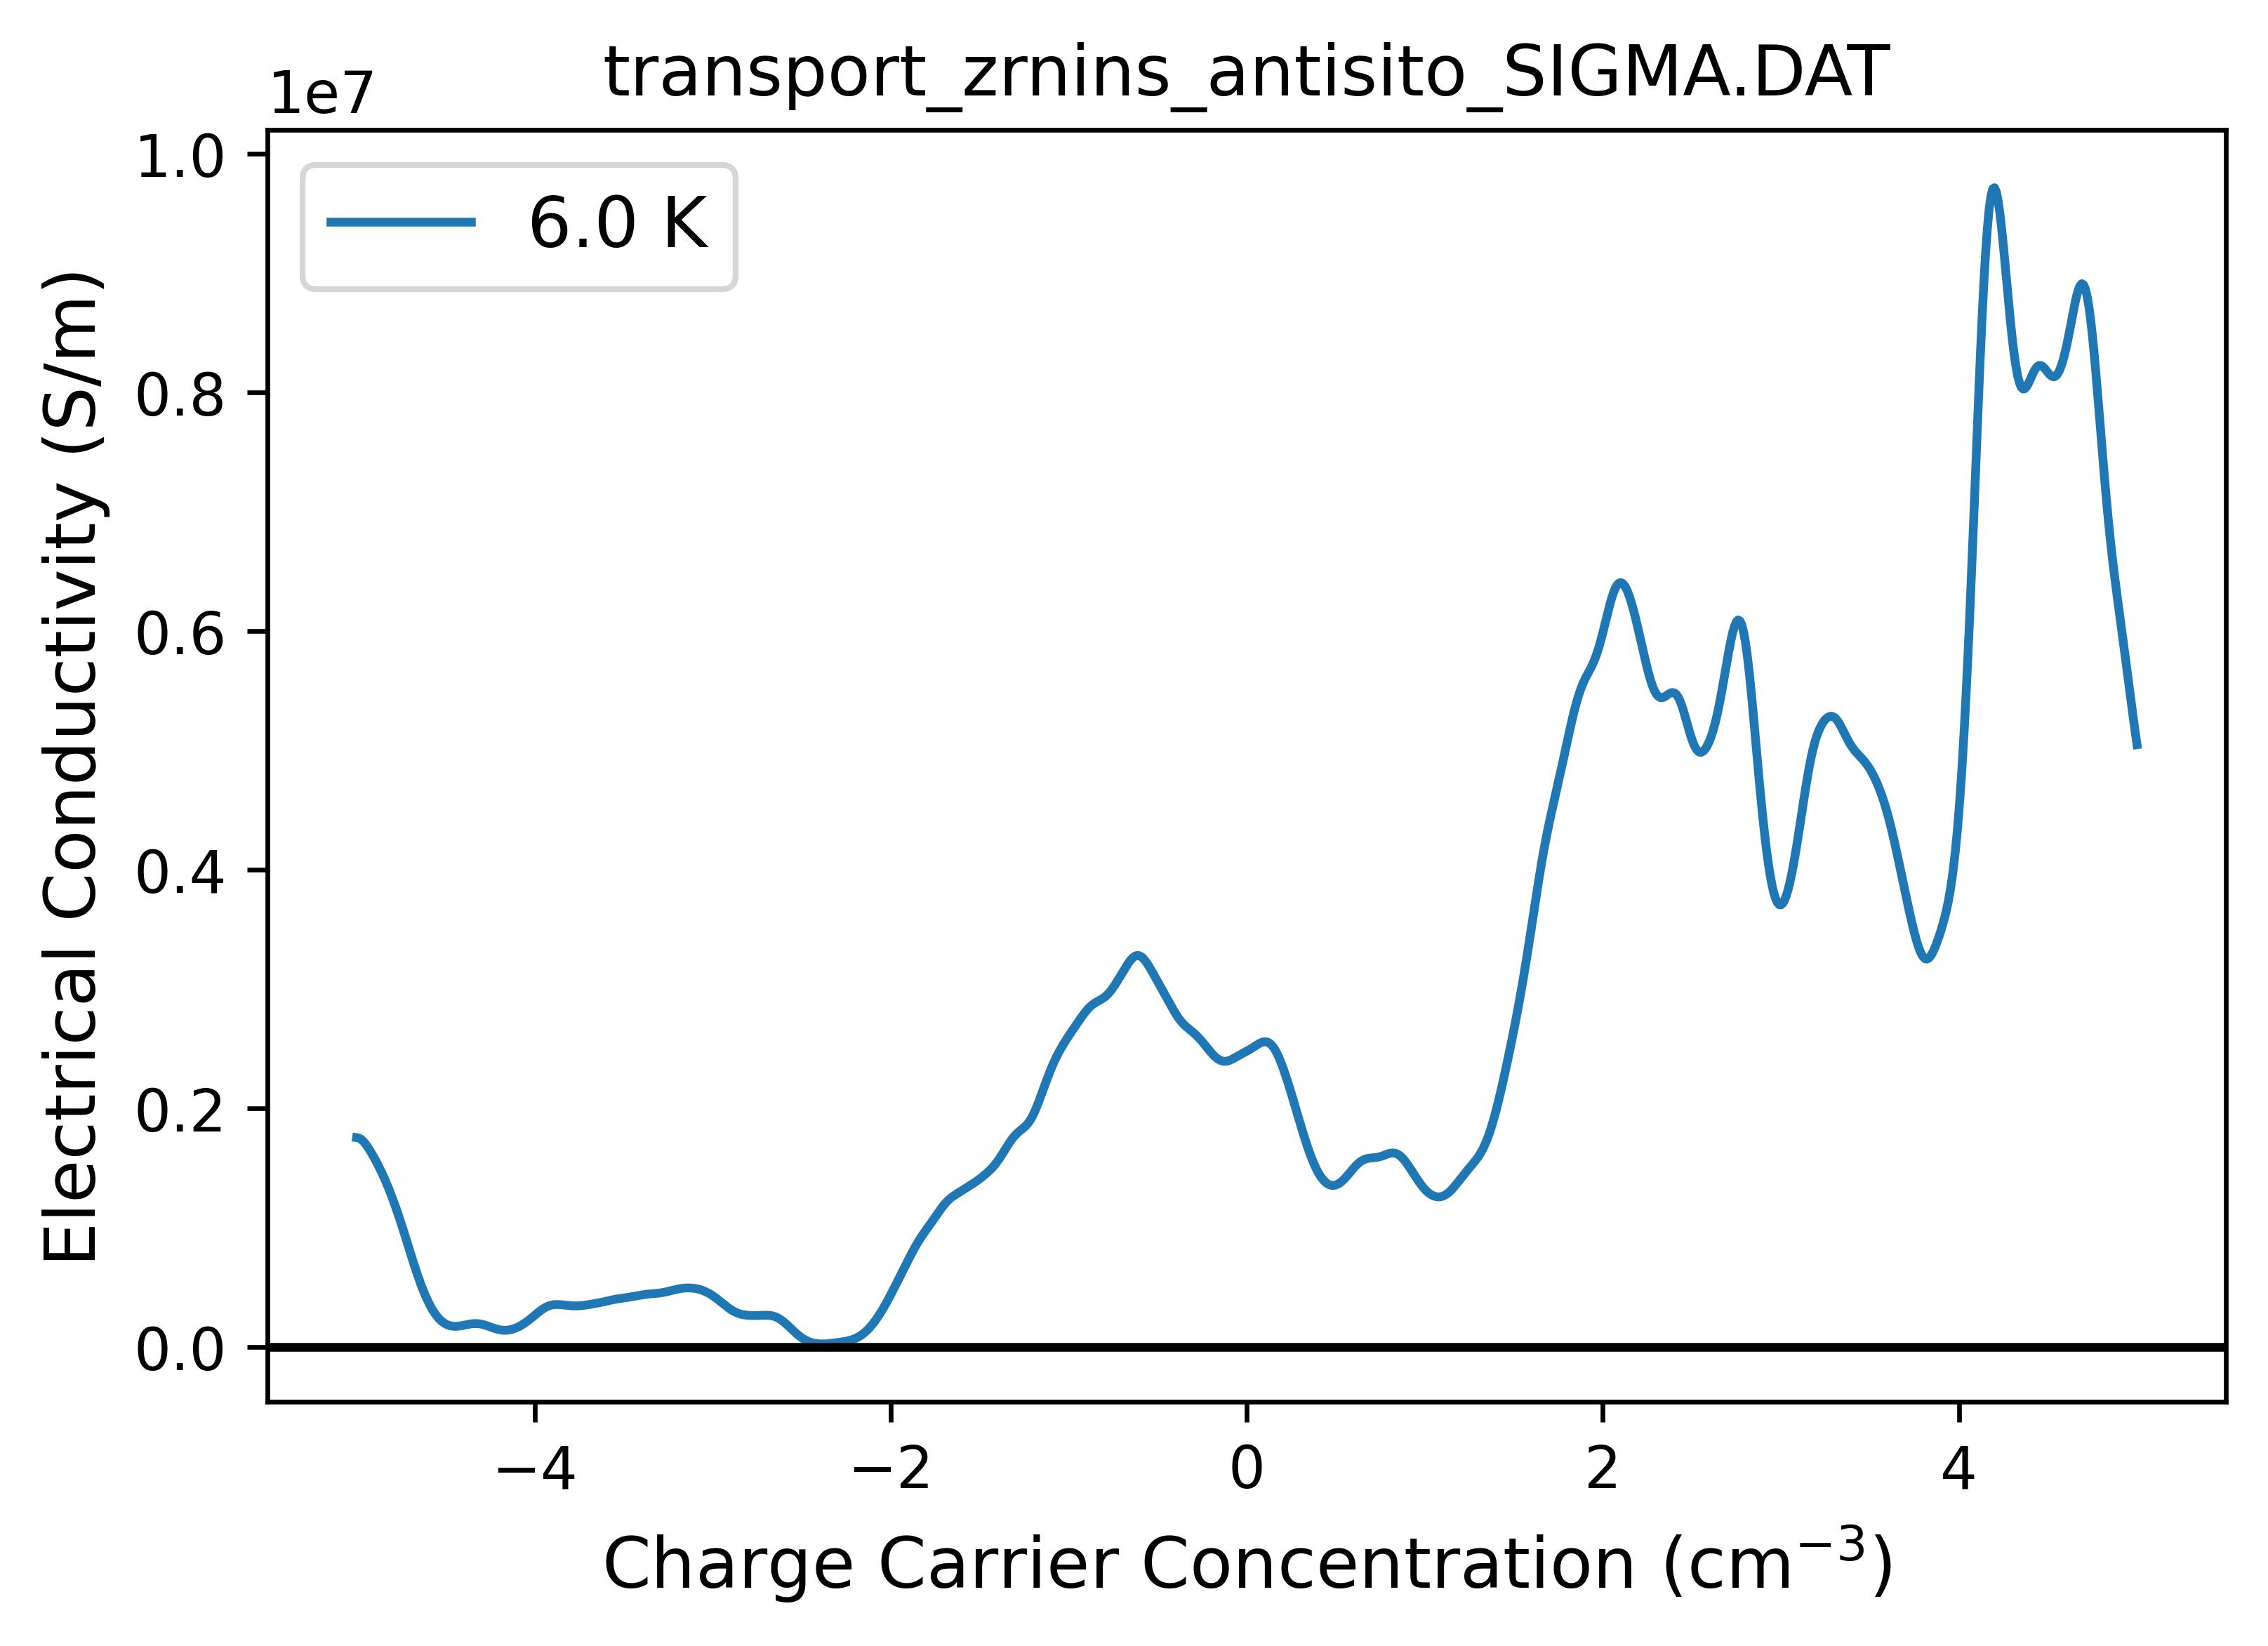 transport_zrnins_antisito_SIGMA.DAT
1e7
6.0 K
Electrical Conductivity (S/m)
1.0
0.8
0.6
0.4
0.2
0.0
−4 −2 0 2 4
Charge Carrier Concentration (cm⁻³)